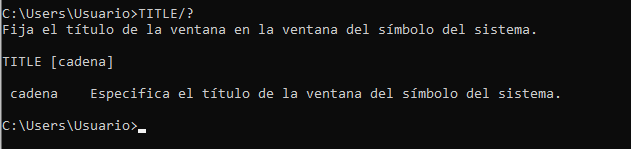 C:\Users\Usuario>TITLE/?
Fija el título de la ventana en la ventana del símbolo del sistema.
TITLE [cadena]
cadena    Especifica el título de la ventana del símbolo del sistema.
C:\Users\Usuario>